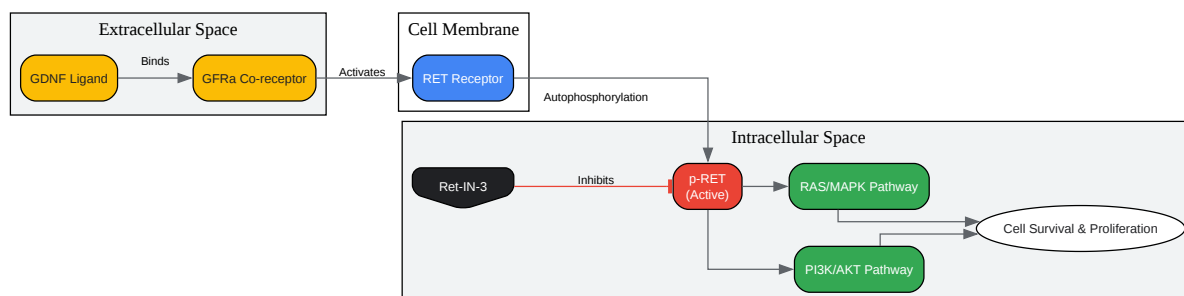 Extracellular Space
Cell Membrane
GDNF Ligand
Binds
GFRa Co-receptor
Activates
RET Receptor
Autophosphorylation
Intracellular Space
Ret-IN-3
Inhibits
p-RET
(Active)
RAS/MAPK Pathway
Cell Survival & Proliferation
PI3K/AKT Pathway